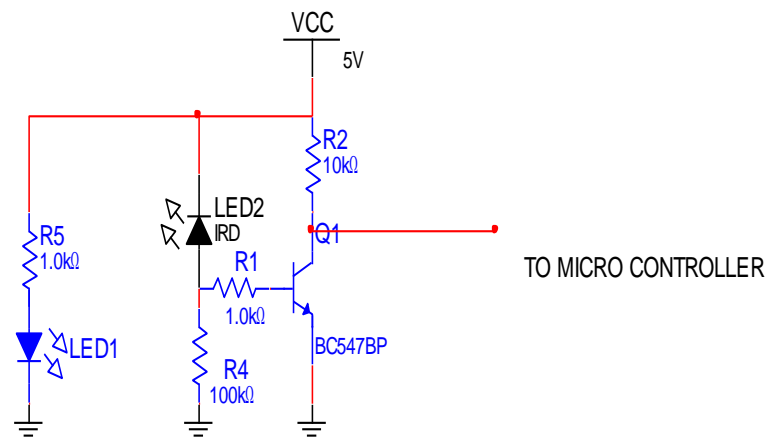 VCC
5V
R2
10kΩ
LED2
IRD
Q1
R5
1.0kΩ
R1
1.0kΩ
TO MICRO CONTROLLER
LED1
BC547BP
R4
100kΩ